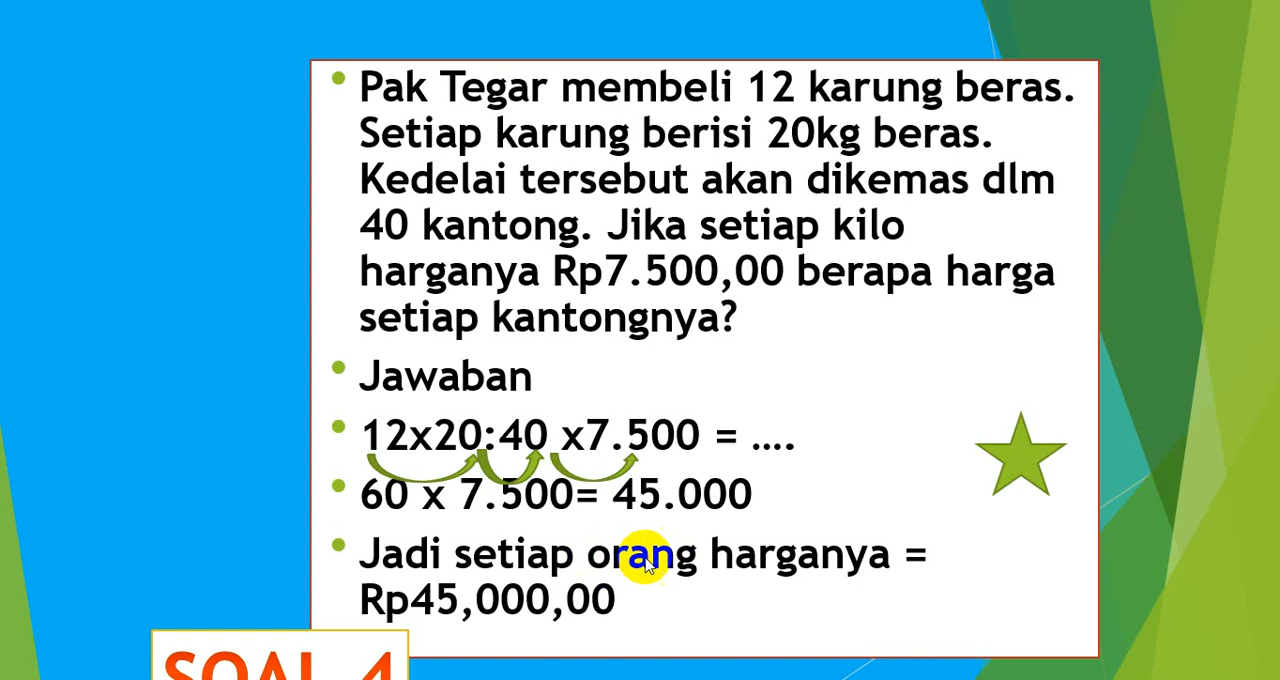 Pak Tegar membeli 12 karung beras.
Setiap karung berisi 20kg beras.
Kedelai tersebut akan dikemas dlm
40 kantong. Jika setiap kilo
harganya Rp7.500,00 berapa harga
setiap kantongnya?
Jawaban
12x20:40 x7.500 = ....
60 x 7.500= 45.000
Jadi setiap orang harganya =
Rp45,000,00
SOAL 4